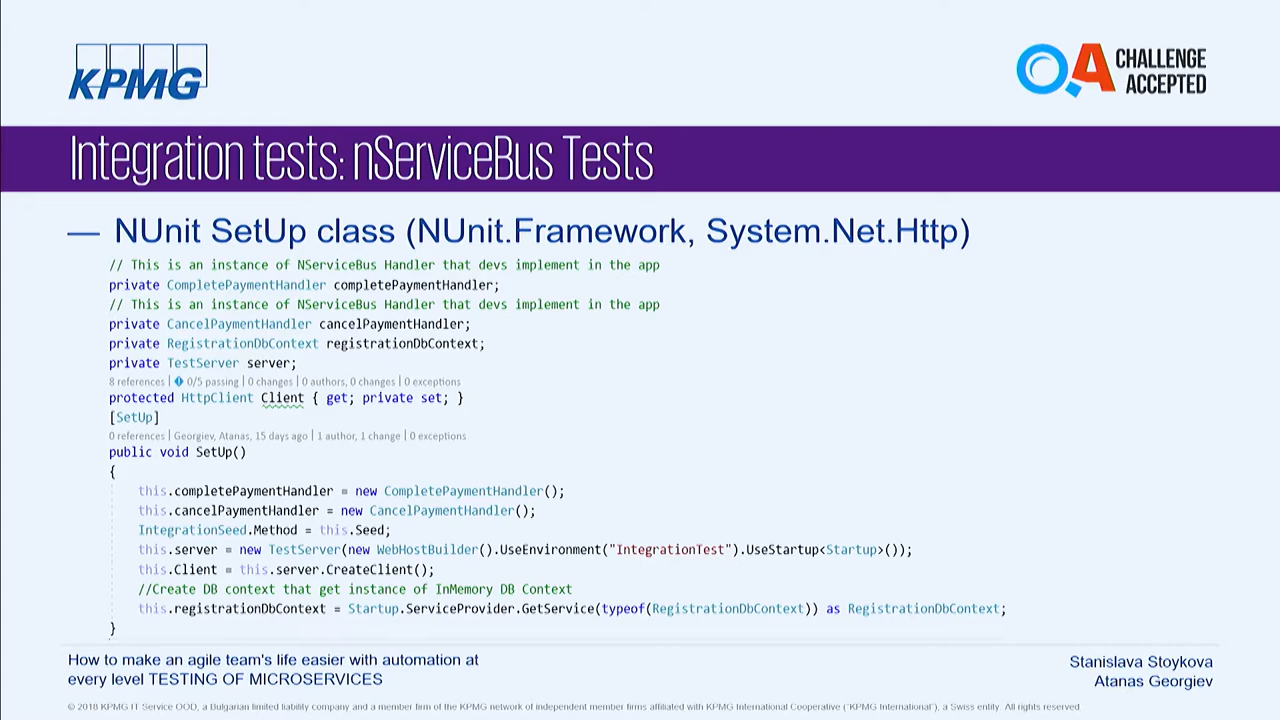 KPMG
QA CHALLENGE
ACCEPTED
Integration tests: nServiceBus Tests
— NUnit SetUp class (NUnit.Framework, System.Net.Http)
// This is an instance of NServiceBus Handler that devs implement in the app
private CompletePaymentHandler completePaymentHandler;
// This is an instance of NServiceBus Handler that devs implement in the app
private CancelPaymentHandler cancelPaymentHandler;
private RegistrationDbContext registrationDbContext;
private TestServer server;
8 references | 0/5 passing | 0 changes | 0 authors, 0 changes | 0 exceptions
protected HttpClient Client { get; private set; }
[SetUp]
0 references | Georgiev, Atanas, 15 days ago | 1 author, 1 change | 0 exceptions
public void SetUp()
{
this.completePaymentHandler = new CompletePaymentHandler();
this.cancelPaymentHandler = new CancelPaymentHandler();
IntegrationSeed.Method = this.Seed;
this.server = new TestServer(new WebHostBuilder().UseEnvironment("IntegrationTest").UseStartup<Startup>());
this.Client = this.server.CreateClient();
//Create DB context that get instance of InMemory DB Context
this.registrationDbContext = Startup.ServiceProvider.GetService(typeof(RegistrationDbContext)) as RegistrationDbContext;
}
How to make an agile team's life easier with automation at
every level TESTING OF MICROSERVICES
Stanislava Stoykova
Atanas Georgiev
© 2018 KPMG IT Service OOD, a Bulgarian limited liability company and a member firm of the KPMG network of independent member firms affiliated with KPMG International Cooperative ("KPMG International"), a Swiss entity. All rights reserved.